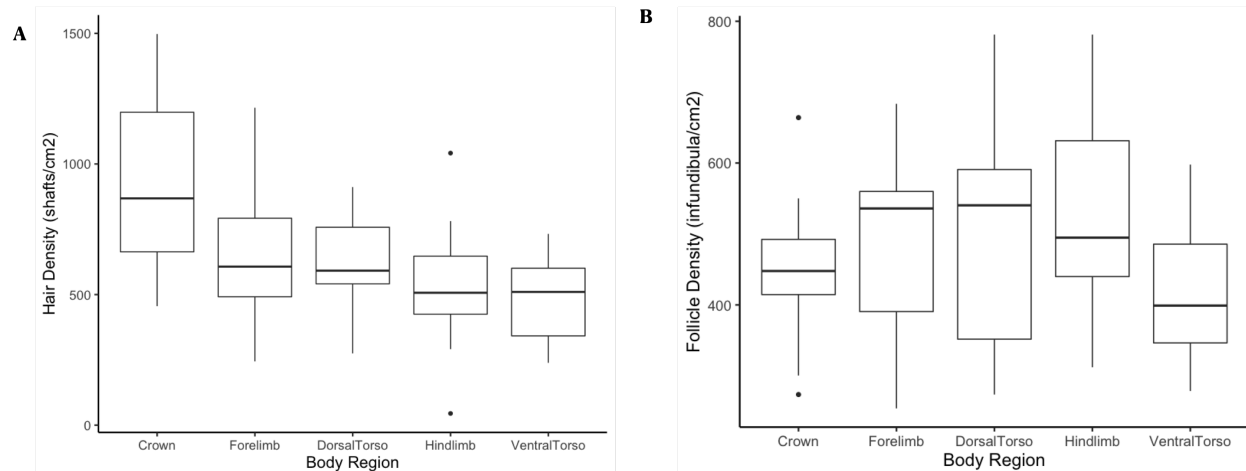 A
Hair Density (shafts/cm2)
1500
1000
500
0
Crown Forelimb DorsalTorso Hindlimb VentralTorso
Body Region
B
Follicle Density (infundibula/cm2)
800
600
400
Crown Forelimb DorsalTorso Hindlimb VentralTorso
Body Region